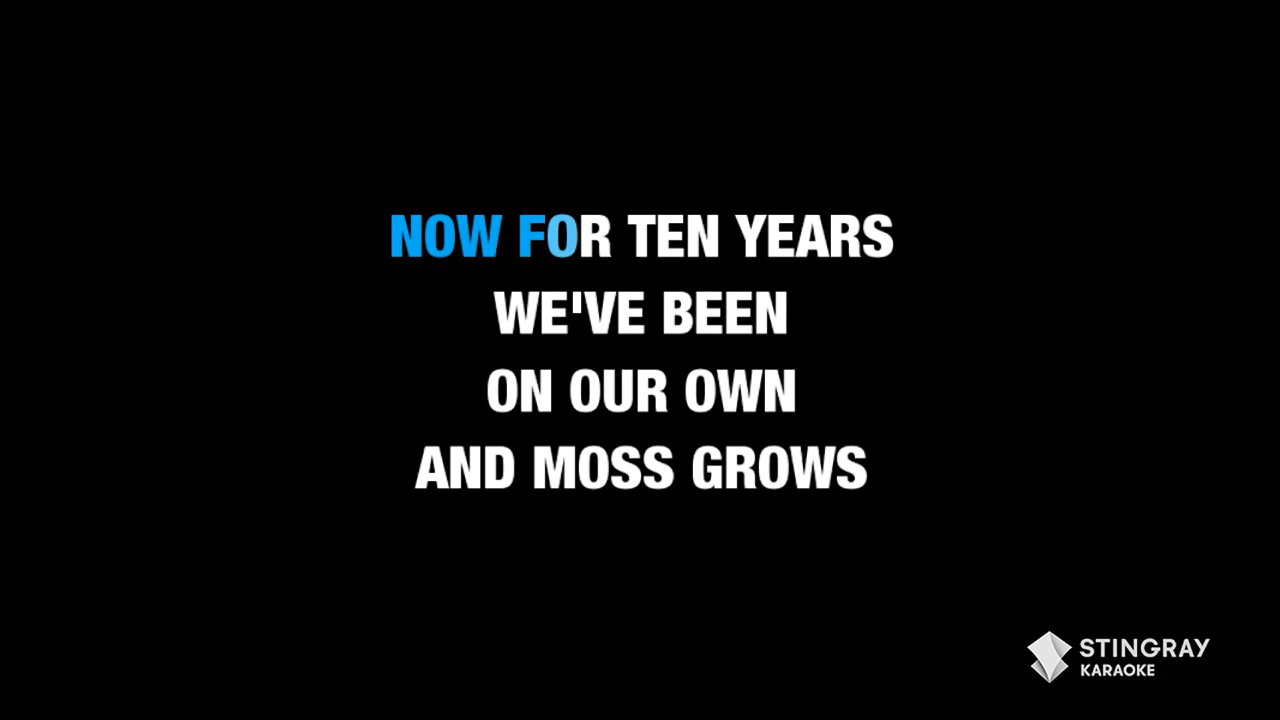 NOW FOR TEN YEARS
WE'VE BEEN
ON OUR OWN
AND MOSS GROWS
STINGRAY
KARAOKE